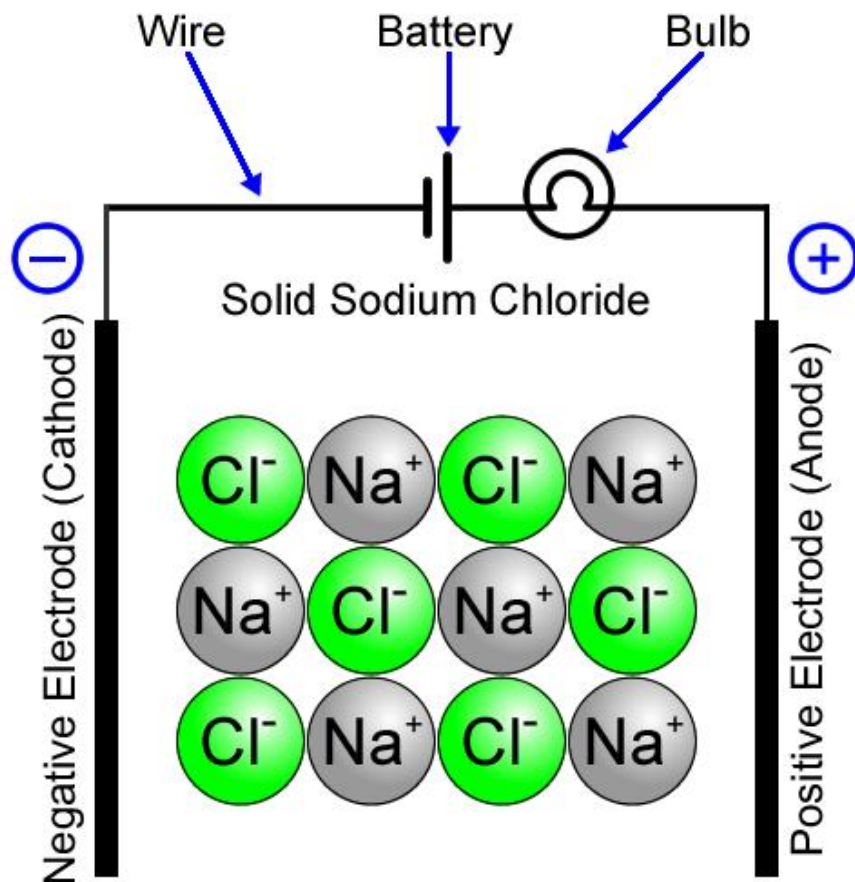 Wire Battery Bulb
− +
Solid Sodium Chloride
Negative Electrode (Cathode)
Positive Electrode (Anode)
Cl⁻ Na⁺ Cl⁻ Na⁺
Na⁺ Cl⁻ Na⁺ Cl⁻
Cl⁻ Na⁺ Cl⁻ Na⁺